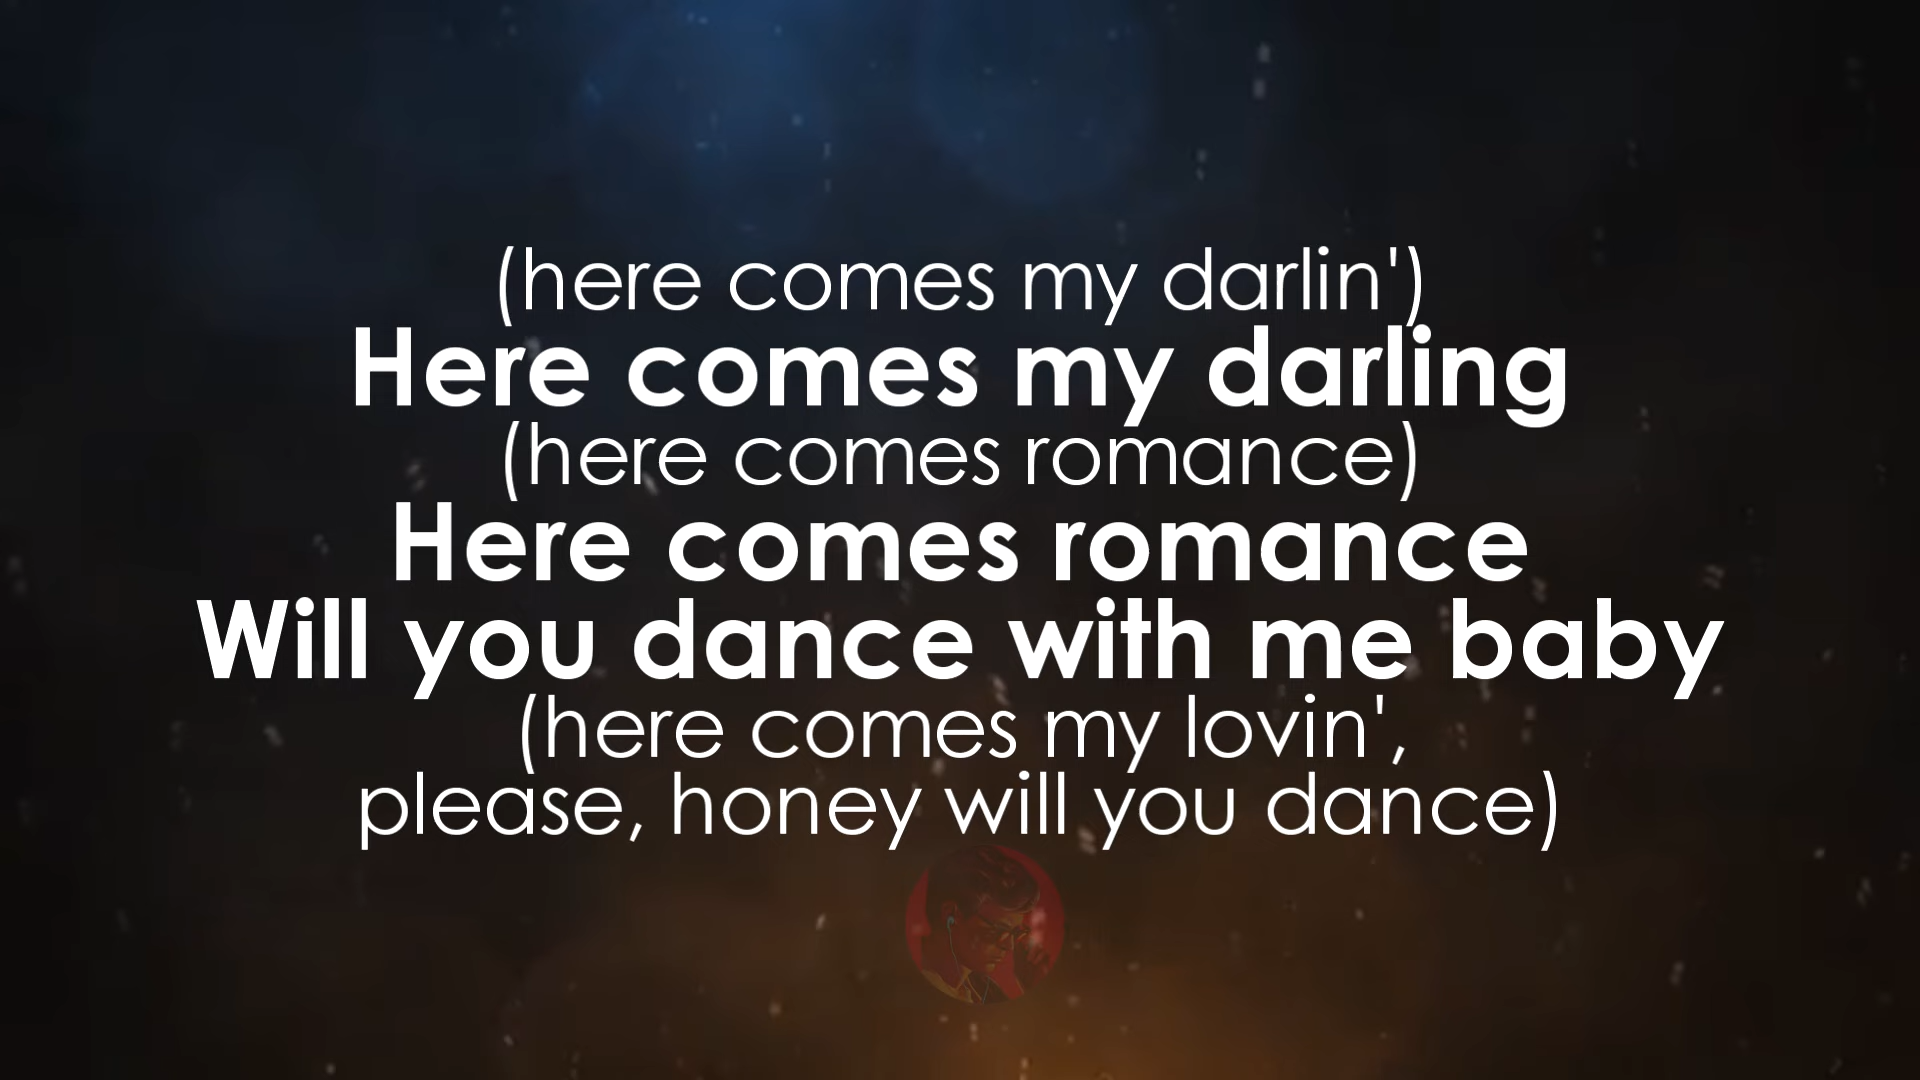 (here comes my darlin')
Here comes my darling
(here comes romance)
Here comes romance
Will you dance with me baby
(here comes my lovin',
please, honey will you dance)